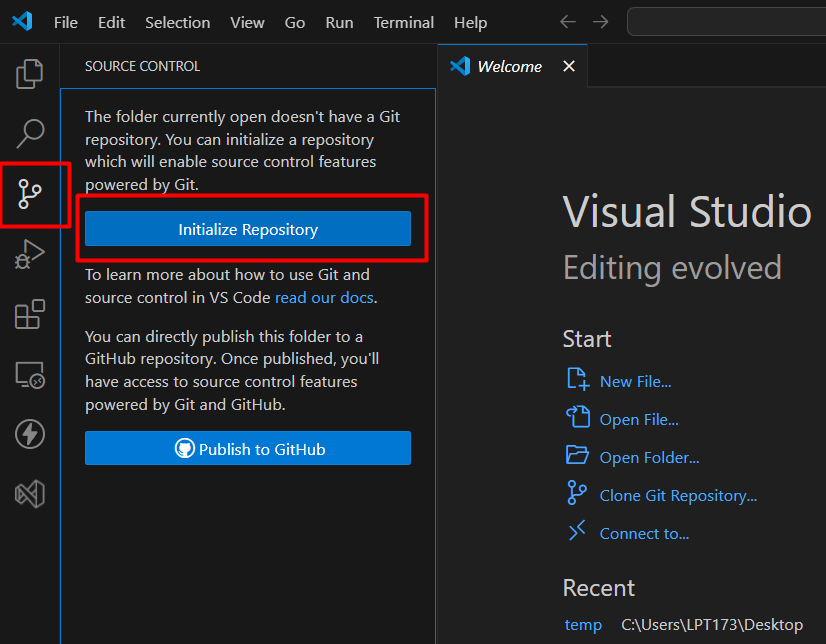 File Edit Selection View Go Run Terminal Help
SOURCE CONTROL
Welcome
The folder currently open doesn't have a Git
repository. You can initialize a repository
which will enable source control features
powered by Git.
Initialize Repository
To learn more about how to use Git and
source control in VS Code read our docs.
You can directly publish this folder to a
GitHub repository. Once published, you'll
have access to source control features
powered by Git and GitHub.
Publish to GitHub
Visual Studio
Editing evolved
Start
New File...
Open File...
Open Folder...
Clone Git Repository...
Connect to...
Recent
temp C:\Users\LPT173\Desktop